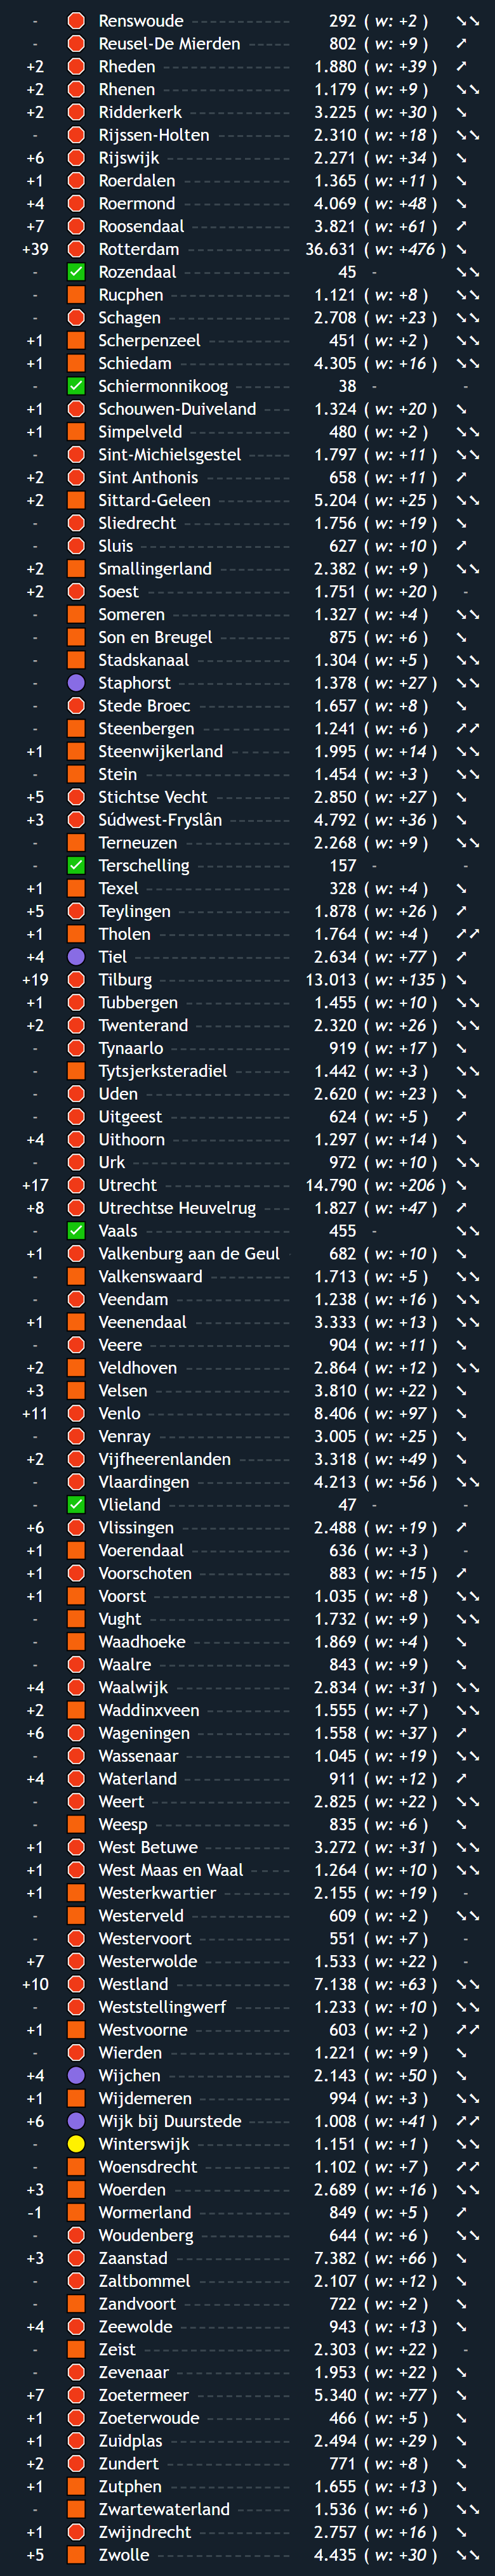 - Renswoude 292 ( w: +2 ) ↘↘
- Reusel-De Mierden 802 ( w: +9 ) ↗
+2 Rheden 1.880 ( w: +39 ) ↗
+2 Rhenen 1.179 ( w: +9 ) ↘↘
+2 Ridderkerk 3.225 ( w: +30 ) ↘
- Rijssen-Holten 2.310 ( w: +18 ) ↘↘
+6 Rijswijk 2.271 ( w: +34 ) ↘
+1 Roerdalen 1.365 ( w: +11 ) ↘
+4 Roermond 4.069 ( w: +48 ) ↘
+7 Roosendaal 3.821 ( w: +61 ) ↗
+39 Rotterdam 36.631 ( w: +476 ) ↘
- Rozendaal 45 - ↘↘
- Rucphen 1.121 ( w: +8 ) ↘↘
- Schagen 2.708 ( w: +23 ) ↘↘
+1 Scherpenzeel 451 ( w: +2 ) ↘↘
+1 Schiedam 4.305 ( w: +16 ) ↘↘
- Schiermonnikoog 38 - -
+1 Schouwen-Duiveland 1.324 ( w: +20 ) ↘
+1 Simpelveld 480 ( w: +2 ) ↘↘
- Sint-Michielsgestel 1.797 ( w: +11 ) ↘↘
+2 Sint Anthonis 658 ( w: +11 ) ↗
+2 Sittard-Geleen 5.204 ( w: +25 ) ↘↘
- Sliedrecht 1.756 ( w: +19 ) ↘
- Sluis 627 ( w: +10 ) ↗
+2 Smallingerland 2.382 ( w: +9 ) ↘↘
+2 Soest 1.751 ( w: +20 ) -
- Someren 1.327 ( w: +4 ) ↘↘
- Son en Breugel 875 ( w: +6 ) ↘
- Stadskanaal 1.304 ( w: +5 ) ↘↘
- Staphorst 1.378 ( w: +27 ) ↘↘
- Stede Broec 1.657 ( w: +8 ) ↘
- Steenbergen 1.241 ( w: +6 ) ↗↗
+1 Steenwijkerland 1.995 ( w: +14 ) ↘↘
- Stein 1.454 ( w: +3 ) ↘↘
+5 Stichtse Vecht 2.850 ( w: +27 ) ↘
+3 Súdwest-Fryslân 4.792 ( w: +36 ) ↘
- Terneuzen 2.268 ( w: +9 ) ↘↘
- Terschelling 157 - -
+1 Texel 328 ( w: +4 ) ↘
+5 Teylingen 1.878 ( w: +26 ) ↗
+1 Tholen 1.764 ( w: +4 ) ↗↗
+4 Tiel 2.634 ( w: +77 ) ↗
+19 Tilburg 13.013 ( w: +135 ) ↘
+1 Tubbergen 1.455 ( w: +10 ) ↘↘
+2 Twenterand 2.320 ( w: +26 ) ↘↘
- Tynaarlo 919 ( w: +17 ) ↘
- Tytsjerksteradiel 1.442 ( w: +3 ) ↘↘
- Uden 2.620 ( w: +23 ) ↘
- Uitgeest 624 ( w: +5 ) ↗
+4 Uithoorn 1.297 ( w: +14 ) ↘
- Urk 972 ( w: +10 ) ↘↘
+17 Utrecht 14.790 ( w: +206 ) ↘
+8 Utrechtse Heuvelrug 1.827 ( w: +47 ) ↗
- Vaals 455 - ↘↘
+1 Valkenburg aan de Geul 682 ( w: +10 ) ↘
- Valkenswaard 1.713 ( w: +5 ) ↘↘
- Veendam 1.238 ( w: +16 ) ↘↘
+1 Veenendaal 3.333 ( w: +13 ) ↘↘
- Veere 904 ( w: +11 ) ↘
+2 Veldhoven 2.864 ( w: +12 ) ↘↘
+3 Velsen 3.810 ( w: +22 ) ↘
+11 Venlo 8.406 ( w: +97 ) ↘
- Venray 3.005 ( w: +25 ) ↘
+2 Vijfheerenlanden 3.318 ( w: +49 ) ↘
- Vlaardingen 4.213 ( w: +56 ) ↘↘
- Vlieland 47 - -
+6 Vlissingen 2.488 ( w: +19 ) ↗
+1 Voerendaal 636 ( w: +3 ) -
+1 Voorschoten 883 ( w: +15 ) ↗
+1 Voorst 1.035 ( w: +8 ) ↘↘
- Vught 1.732 ( w: +9 ) ↘↘
- Waadhoeke 1.869 ( w: +4 ) ↘
- Waalre 843 ( w: +9 ) ↘
+4 Waalwijk 2.834 ( w: +31 ) ↘↘
+2 Waddinxveen 1.555 ( w: +7 ) ↘↘
+6 Wageningen 1.558 ( w: +37 ) ↗
- Wassenaar 1.045 ( w: +19 ) ↘↘
+4 Waterland 911 ( w: +12 ) ↗
- Weert 2.825 ( w: +22 ) ↘↘
- Weesp 835 ( w: +6 ) ↘
+1 West Betuwe 3.272 ( w: +31 ) ↘↘
+1 West Maas en Waal 1.264 ( w: +10 ) ↘↘
+1 Westerkwartier 2.155 ( w: +19 ) -
- Westerveld 609 ( w: +2 ) ↘↘
- Westervoort 551 ( w: +7 ) -
+7 Westerwolde 1.533 ( w: +22 ) -
+10 Westland 7.138 ( w: +63 ) ↘↘
- Weststellingwerf 1.233 ( w: +10 ) ↘↘
+1 Westvoorne 603 ( w: +2 ) ↗↗
- Wierden 1.221 ( w: +9 ) ↘
+4 Wijchen 2.143 ( w: +50 ) ↘
+1 Wijdemeren 994 ( w: +3 ) ↘↘
+6 Wijk bij Duurstede 1.008 ( w: +41 ) ↗↗
- Winterswijk 1.151 ( w: +1 ) ↘↘
- Woensdrecht 1.102 ( w: +7 ) ↗↗
+3 Woerden 2.689 ( w: +16 ) ↘↘
-1 Wormerland 849 ( w: +5 ) ↗
- Woudenberg 644 ( w: +6 ) ↘↘
+3 Zaanstad 7.382 ( w: +66 ) ↘
- Zaltbommel 2.107 ( w: +12 ) ↘
- Zandvoort 722 ( w: +2 ) ↘
+4 Zeewolde 943 ( w: +13 ) ↘
- Zeist 2.303 ( w: +22 ) -
- Zevenaar 1.953 ( w: +22 ) ↘
+7 Zoetermeer 5.340 ( w: +77 ) ↘
+1 Zoeterwoude 466 ( w: +5 ) ↘
+1 Zuidplas 2.494 ( w: +29 ) ↘
+2 Zundert 771 ( w: +8 ) ↘
+1 Zutphen 1.655 ( w: +13 ) ↘
- Zwartewaterland 1.536 ( w: +6 ) ↘↘
+1 Zwijndrecht 2.757 ( w: +16 ) ↘
+5 Zwolle 4.435 ( w: +30 ) ↘↘